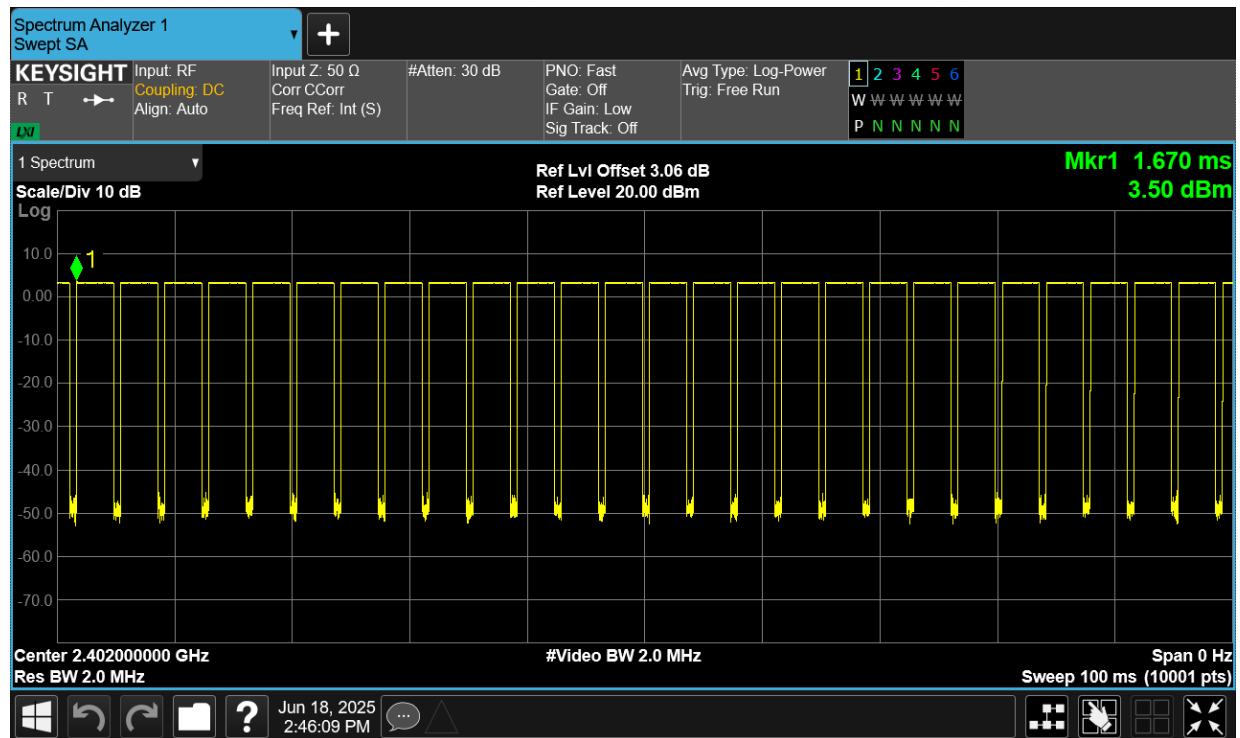 Spectrum Analyzer 1
Swept SA
KEYSIGHT
R T
LXI
Input: RF
Coupling: DC
Align: Auto
Input Z: 50 Ω
Corr CCorr
Freq Ref: Int (S)
#Atten: 30 dB
PNO: Fast
Gate: Off
IF Gain: Low
Sig Track: Off
Avg Type: Log-Power
Trig: Free Run
1 2 3 4 5 6
W W W W W W
P N N N N N
1 Spectrum
Scale/Div 10 dB
Log
Ref Lvl Offset 3.06 dB
Ref Level 20.00 dBm
Mkr1 1.670 ms
3.50 dBm
1
10.0
0.00
-10.0
-20.0
-30.0
-40.0
-50.0
-60.0
-70.0
Center 2.402000000 GHz
Res BW 2.0 MHz
#Video BW 2.0 MHz
Span 0 Hz
Sweep 100 ms (10001 pts)
?
Jun 18, 2025
2:46:09 PM